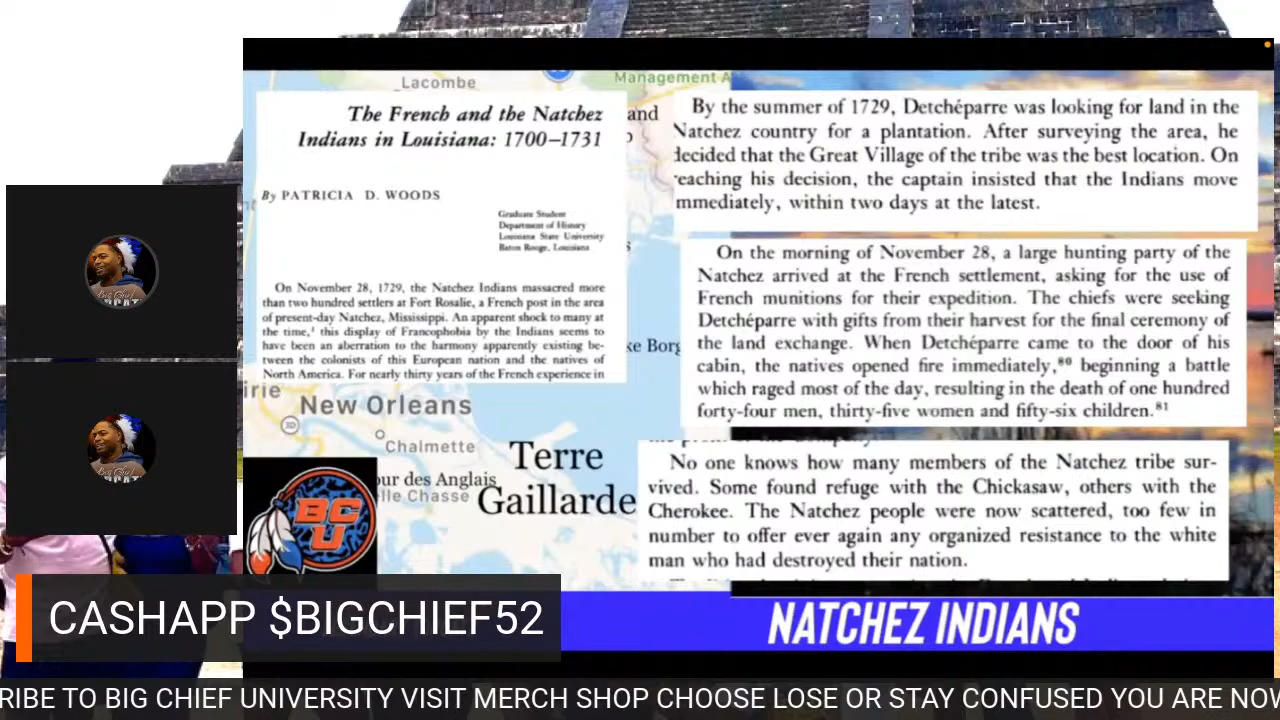 Lacombe
Management A
The French and the Natchez
Indians in Louisiana: 1700–1731
By PATRICIA D. WOODS
Graduate Student
Department of History
Louisiana State University
Baton Rouge, Louisiana
On November 28, 1729, the Natchez Indians massacred more
than two hundred settlers at Fort Rosalie, a French post in the area
of present-day Natchez, Mississippi. An apparent shock to many at
the time,¹ this display of Francophobia by the Indians seems to
have been an aberration to the harmony apparently existing be-
tween the colonists of this European nation and the natives of
North America. For nearly thirty years of the French experience in
and
By the summer of 1729, Detchéparre was looking for land in the
Natchez country for a plantation. After surveying the area, he
decided that the Great Village of the tribe was the best location. On
reaching his decision, the captain insisted that the Indians move
mmediately, within two days at the latest.
On the morning of November 28, a large hunting party of the
Natchez arrived at the French settlement, asking for the use of
French munitions for their expedition. The chiefs were seeking
Detchéparre with gifts from their harvest for the final ceremony of
the land exchange. When Detchéparre came to the door of his
cabin, the natives opened fire immediately,⁸⁰ beginning a battle
which raged most of the day, resulting in the death of one hundred
forty-four men, thirty-five women and fifty-six children.⁸¹
ke Borg
irie
New Orleans
Chalmette
our des Anglais
elle Chasse
Terre
Gaillarde
No one knows how many members of the Natchez tribe sur-
vived. Some found refuge with the Chickasaw, others with the
Cherokee. The Natchez people were now scattered, too few in
number to offer ever again any organized resistance to the white
man who had destroyed their nation.
BC
U
CASHAPP $BIGCHIEF52
NATCHEZ INDIANS
RIBE TO BIG CHIEF UNIVERSITY VISIT MERCH SHOP CHOOSE LOSE OR STAY CONFUSED YOU ARE NOW